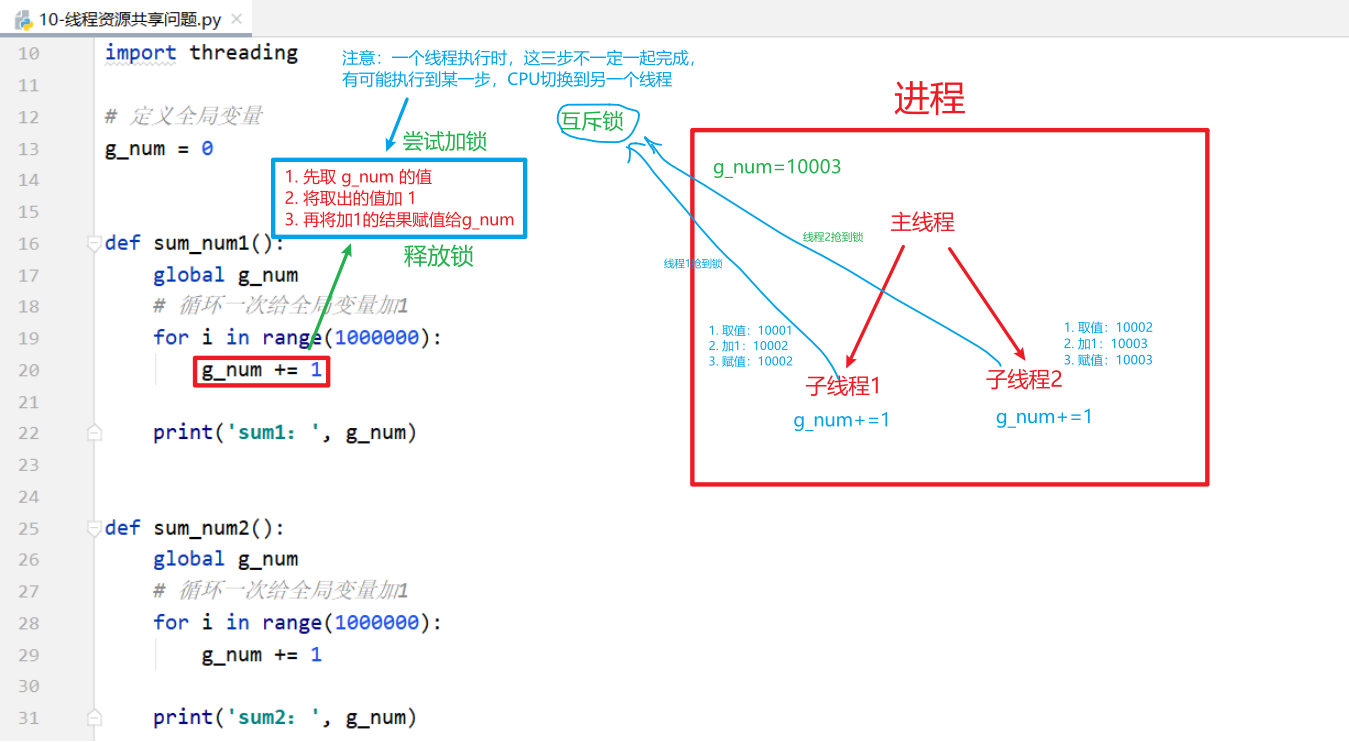 10-线程资源共享问题.py
10 import threading
11
12 # 定义全局变量
13 g_num = 0
14
15
16 def sum_num1():
17 global g_num
18 # 循环一次给全局变量加1
19 for i in range(1000000):
20 g_num += 1
21
22 print('sum1: ', g_num)
23
24
25 def sum_num2():
26 global g_num
27 # 循环一次给全局变量加1
28 for i in range(1000000):
29 g_num += 1
30
31 print('sum2: ', g_num)
注意：一个线程执行时，这三步不一定一起完成，
有可能执行到某一步，CPU切换到另一个线程
尝试加锁
1. 先取 g_num 的值
2. 将取出的值加 1
3. 再将加1的结果赋值给g_num
释放锁
互斥锁
进程
g_num=10003
主线程
线程2抢到锁
线程1抢到锁
1. 取值：10001
2. 加1：10002
3. 赋值：10002
子线程1
g_num+=1
1. 取值：10002
2. 加1：10003
3. 赋值：10003
子线程2
g_num+=1